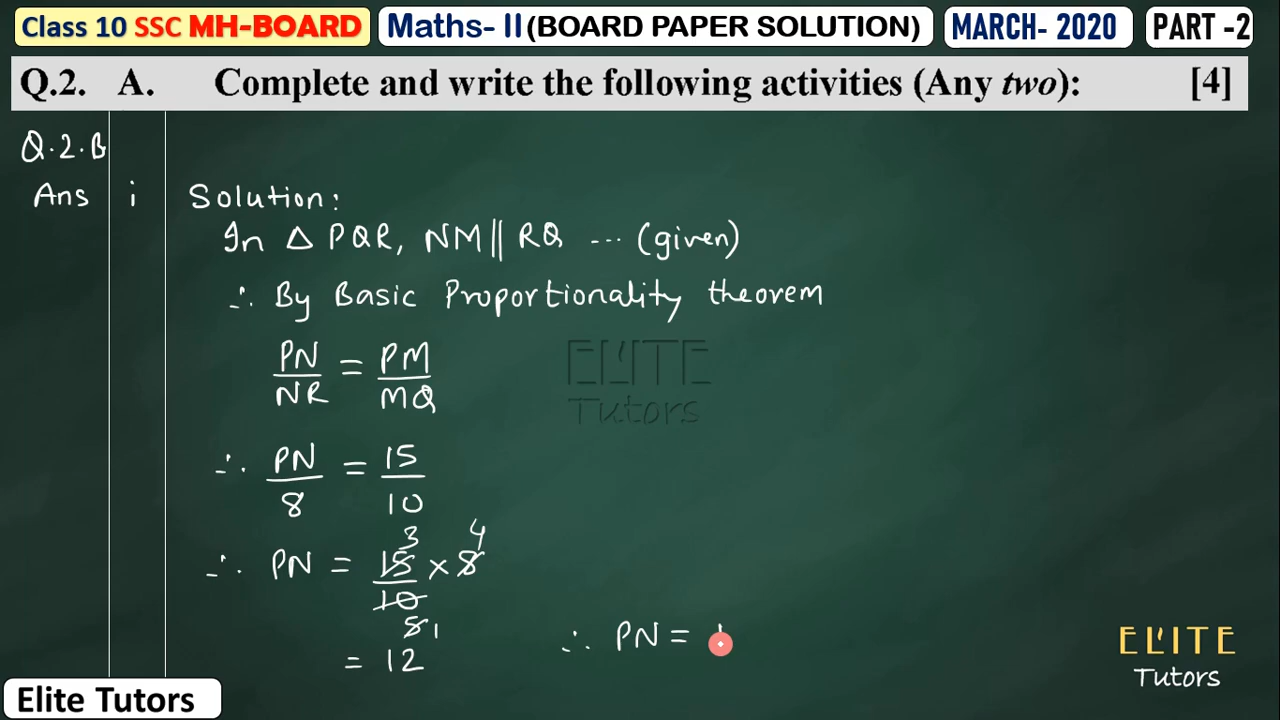 Class 10 SSC MH-BOARD Maths- II (BOARD PAPER SOLUTION) MARCH- 2020 PART -2
Q.2. A. Complete and write the following activities (Any two): [4]
Q.2.B
Ans i Solution:
In △ PQR, NM || RQ ... (given)
∴ By Basic Proportionality theorem
PN/NR = PM/MQ
∴ PN/8 = 15/10
3 4
∴ PN = 15/10 × 8
5 1
= 12 ∴ PN =
ELITE
Tutors
ELITE
Tutors
Elite Tutors